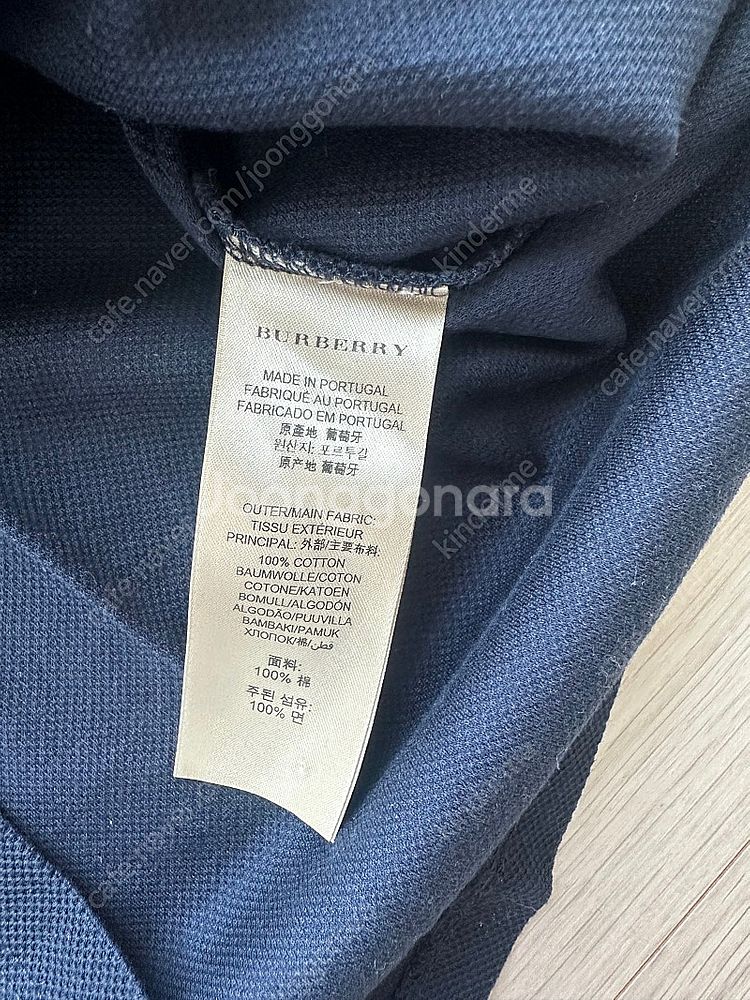 BURBERRY
MADE IN PORTUGAL
FABRIQUÉ AU PORTUGAL
FABRICADO EM PORTUGAL
原產地 葡萄牙
원산지: 포르투갈
原产地 葡萄牙
OUTER/MAIN FABRIC:
TISSU EXTÉRIEUR
PRINCIPAL: 外部/主要布料:
100% COTTON
BAUMWOLLE/COTON
COTONE/KATOEN
BOMULL/ALGODÓN
ALGODÃO/PUUVILLA
BAMBAKI/PAMUK
ХЛОПОК/棉/قطن
面料:
100% 棉
주된 섬유:
100% 면
joonggonara
cafe.naver.com/joonggonara
kinderme
kinderme